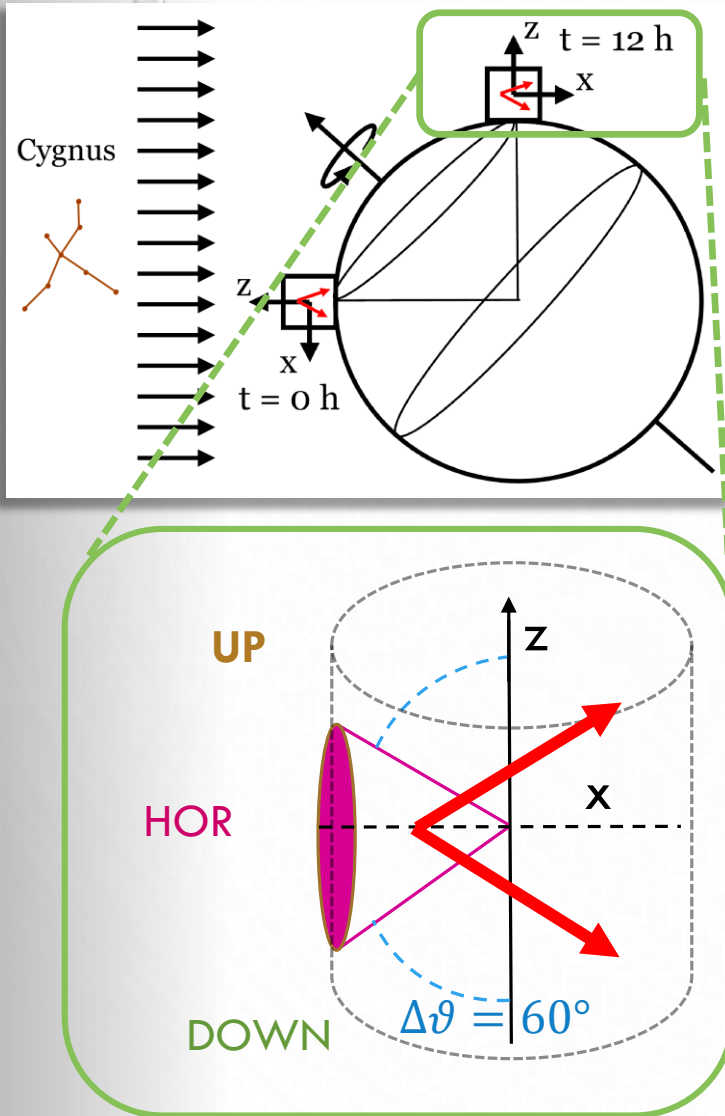 z t = 12 h
x
Cygnus
z
x
t = 0 h
UP
z
HOR
x
DOWN
Δϑ = 60°